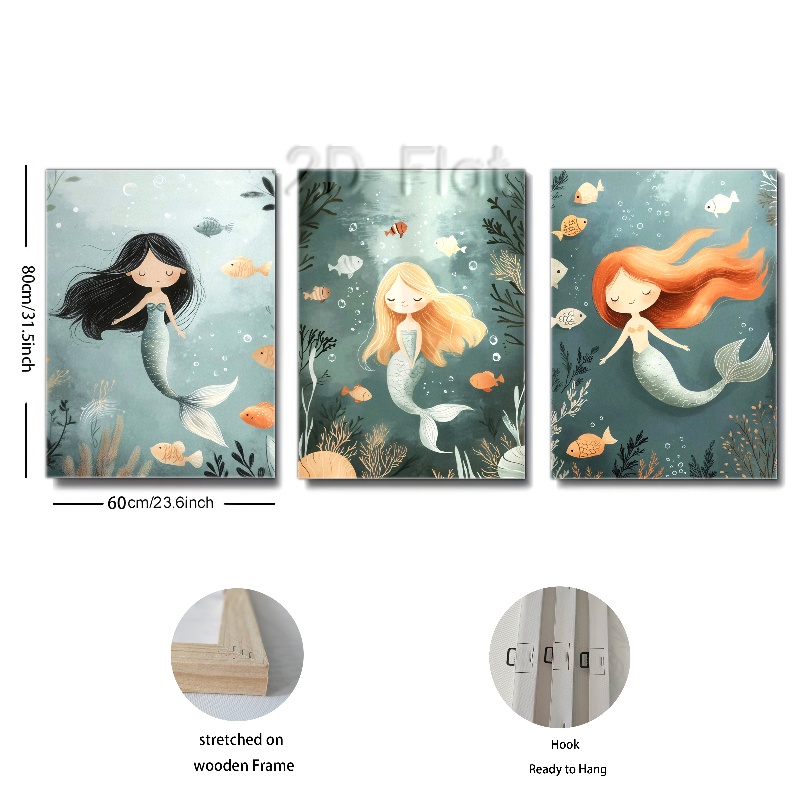 2D Flat
80cm/31.5inch
60cm/23.6inch
stretched on
wooden Frame
Hook
Ready to Hang